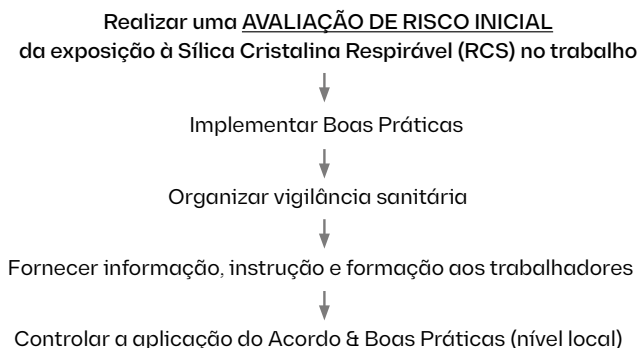 Realizar uma AVALIAÇÃO DE RISCO INICIAL
da exposição à Sílica Cristalina Respirável (RCS) no trabalho
Implementar Boas Práticas
Organizar vigilância sanitária
Fornecer informação, instrução e formação aos trabalhadores
Controlar a aplicação do Acordo & Boas Práticas (nível local)